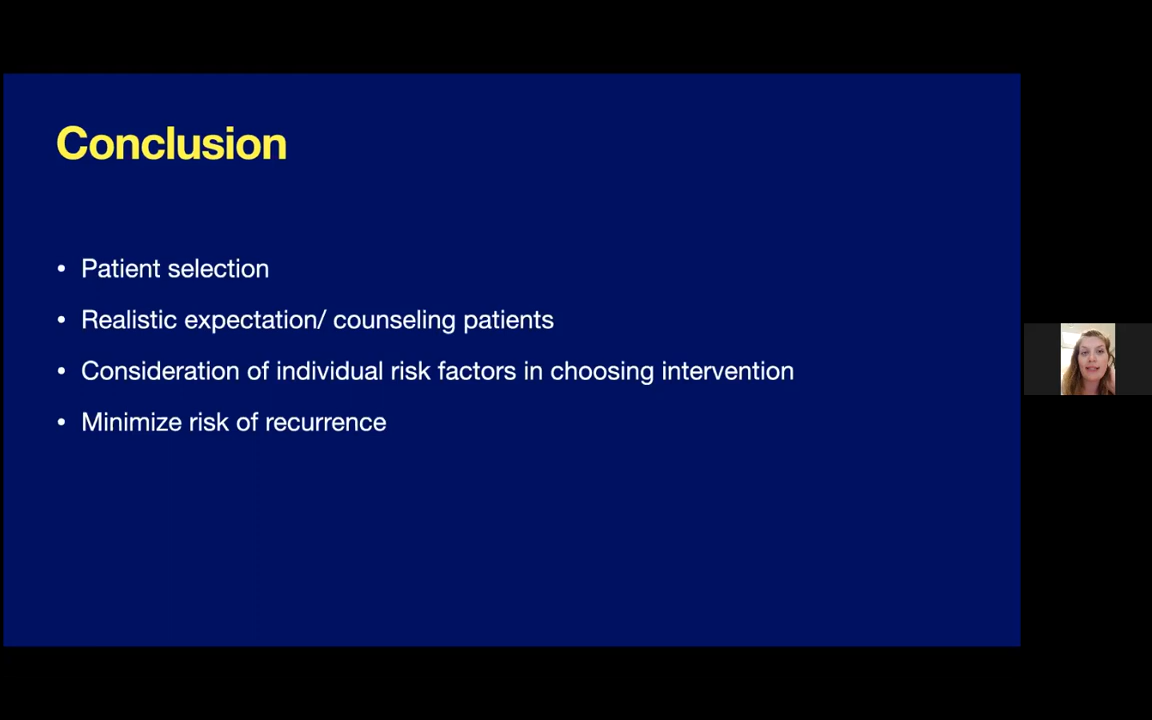 Conclusion
• Patient selection
• Realistic expectation/ counseling patients
• Consideration of individual risk factors in choosing intervention
• Minimize risk of recurrence